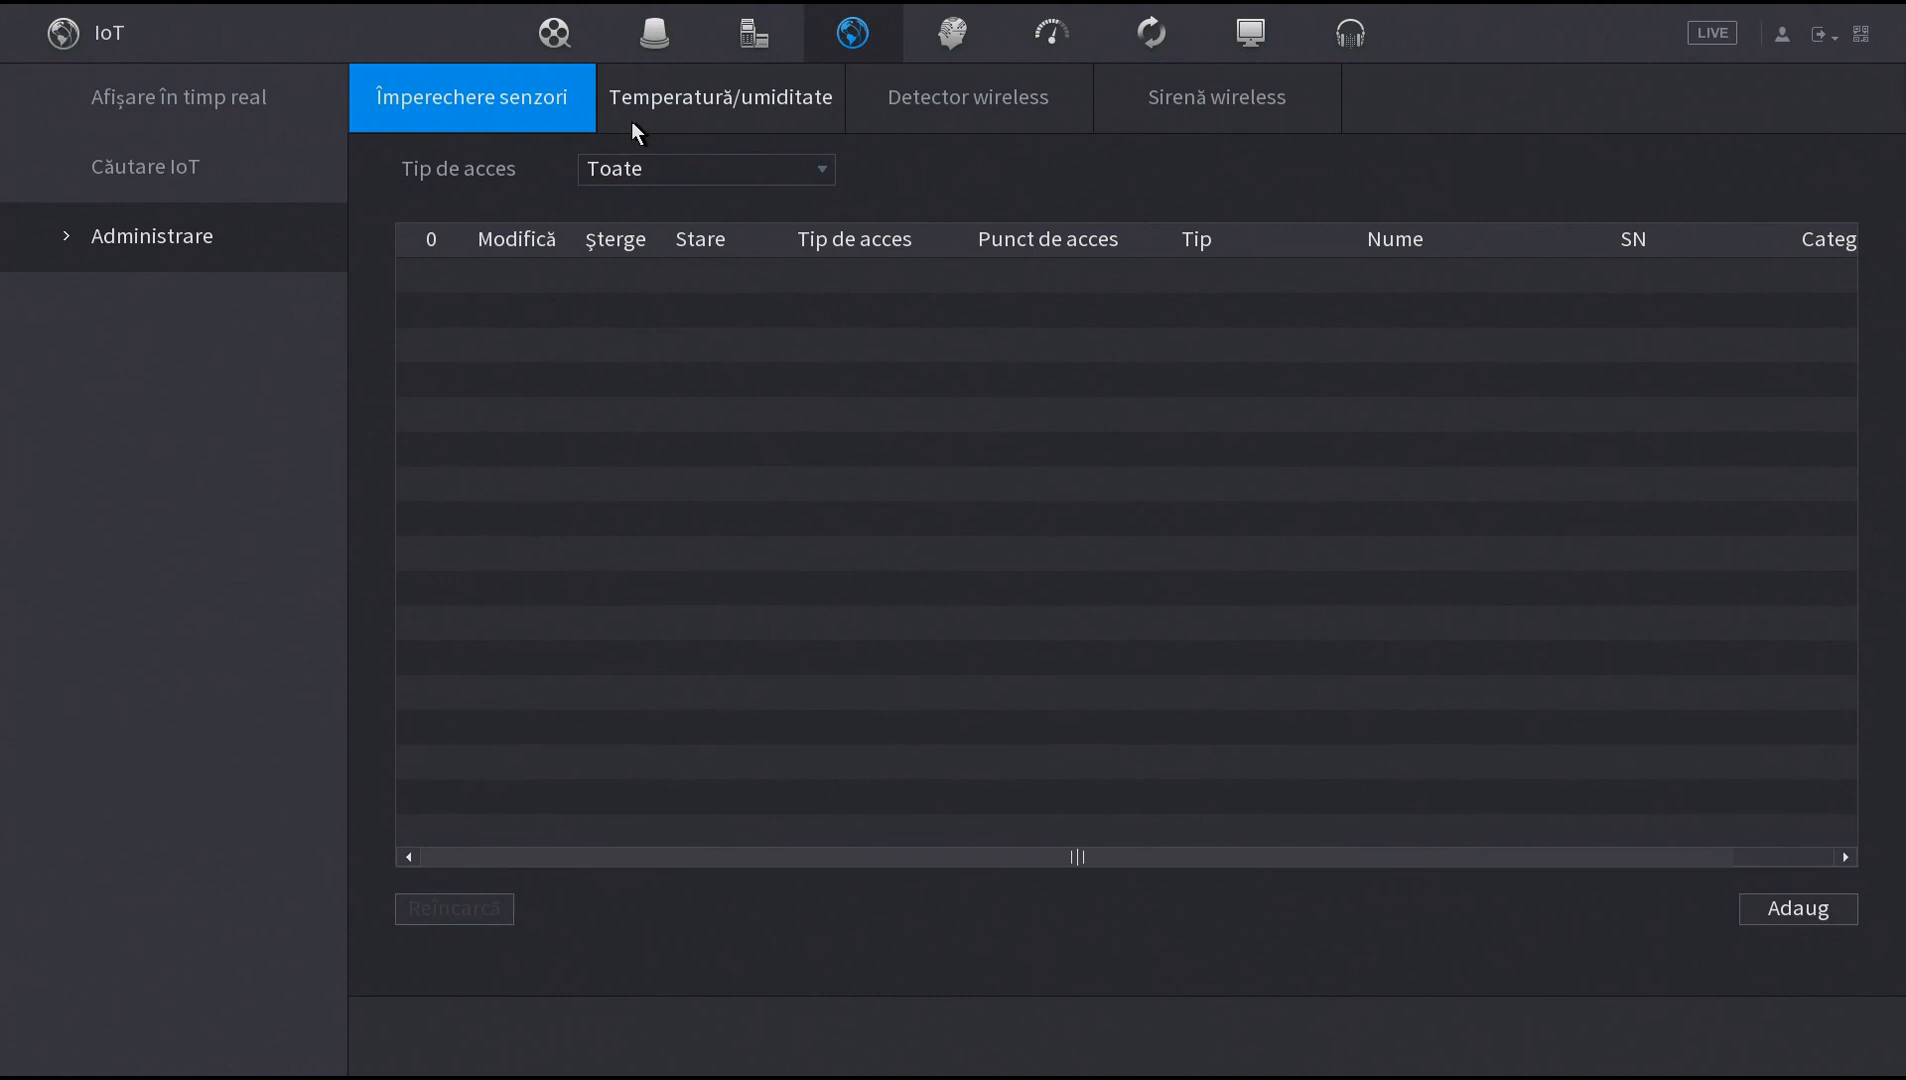 IoT
LIVE
Afișare în timp real
Căutare IoT
Administrare
Împerechere senzori
Temperatură/umiditate
Detector wireless
Sirenă wireless
Tip de acces
Toate
0 Modifică Şterge Stare Tip de acces Punct de acces Tip Nume SN Categ
Reîncarcă
Adaug